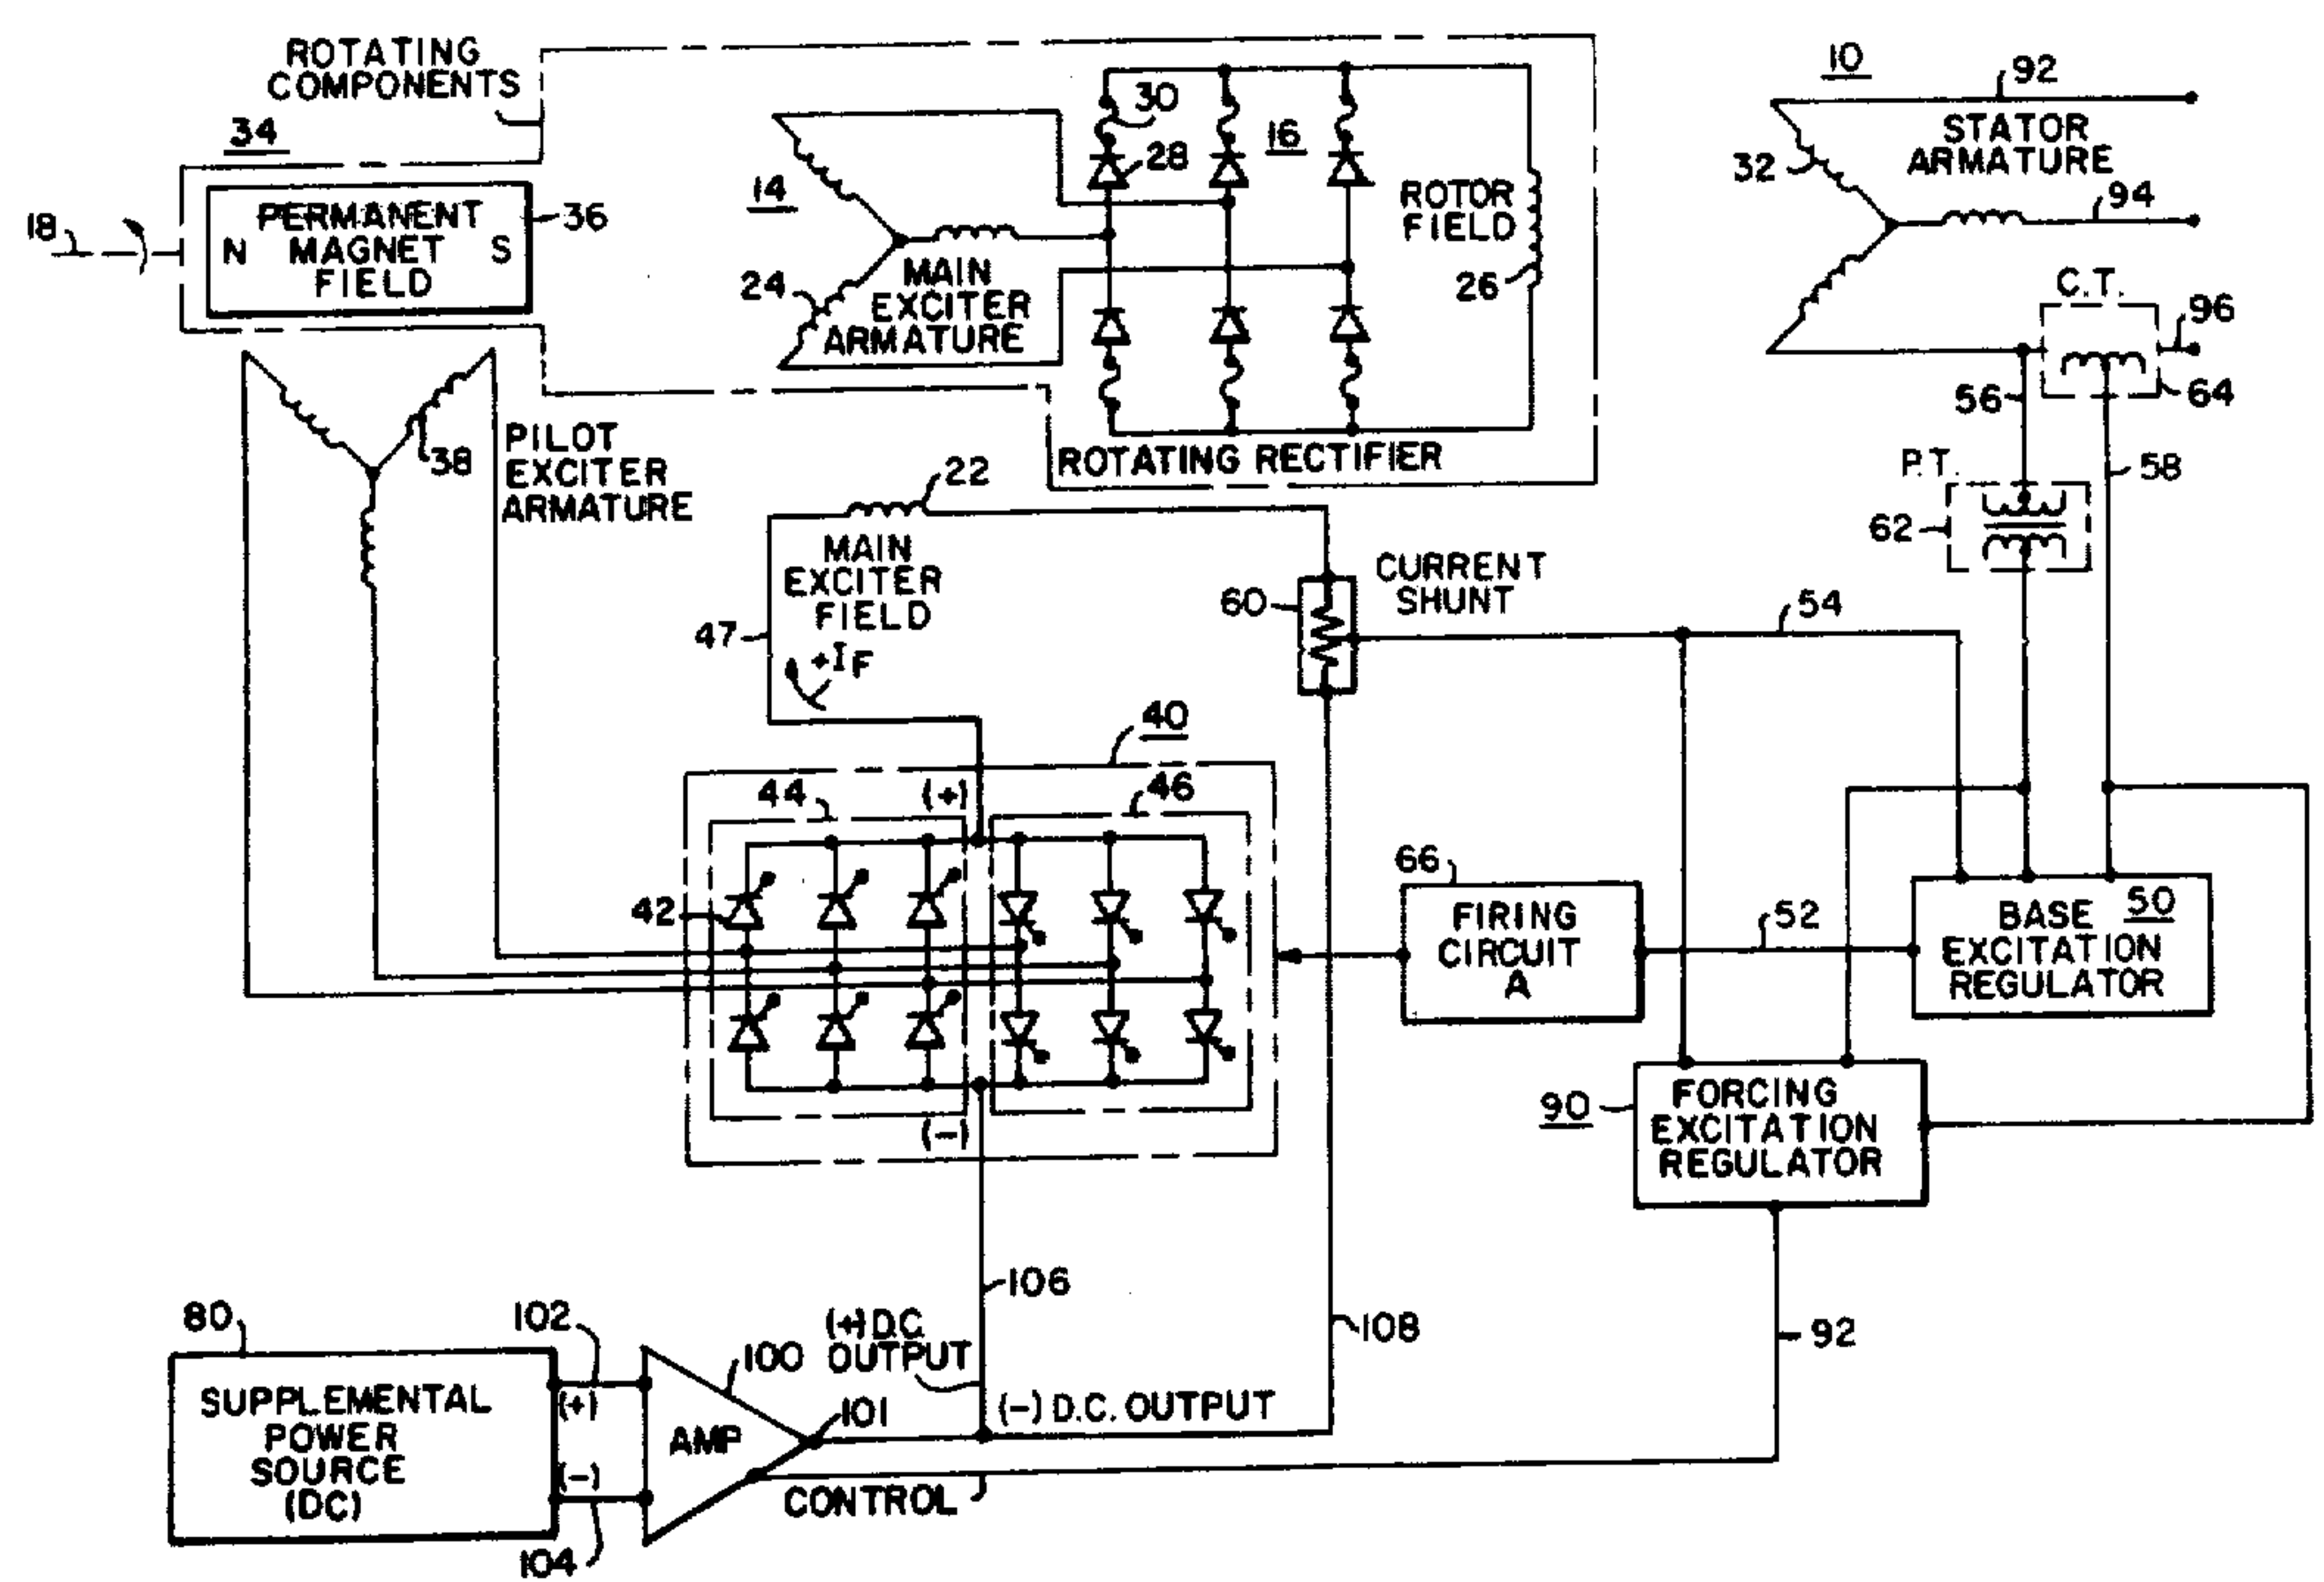 ROTATING
COMPONENTS
34
18
PERMANENT
MAGNET
FIELD
N
S
36
14
24
MAIN
EXCITER
ARMATURE
30
28
16
ROTOR
FIELD
26
ROTATING RECTIFIER
10
92
STATOR
ARMATURE
32
94
C.T.
96
64
56
58
P.T.
62
38
PILOT
EXCITER
ARMATURE
22
MAIN
EXCITER
FIELD
47
+IF
60
CURRENT
SHUNT
54
40
44
(+)
46
42
(-)
66
FIRING
CIRCUIT
A
52
BASE 50
EXCITATION
REGULATOR
90
FORCING
EXCITATION
REGULATOR
106
108
92
80
SUPPLEMENTAL
POWER
SOURCE
(DC)
102
(+)
(-)
104
100
AMP
101
(+) D.C.
OUTPUT
(-) D.C. OUTPUT
CONTROL